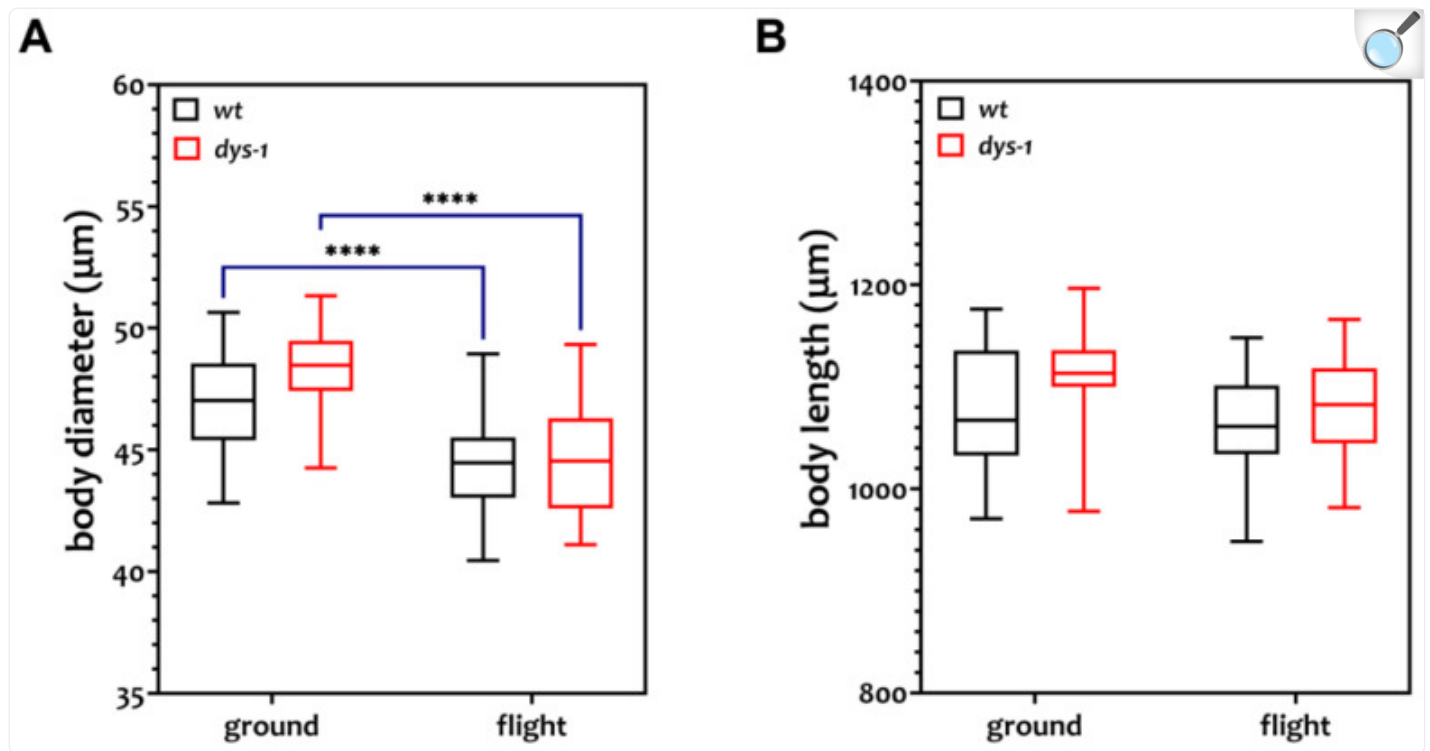 A
body diameter (µm)
60
55
50
45
40
35
wt
dys-1
****
****
ground
flight
B
body length (µm)
1400
1200
1000
800
wt
dys-1
ground
flight